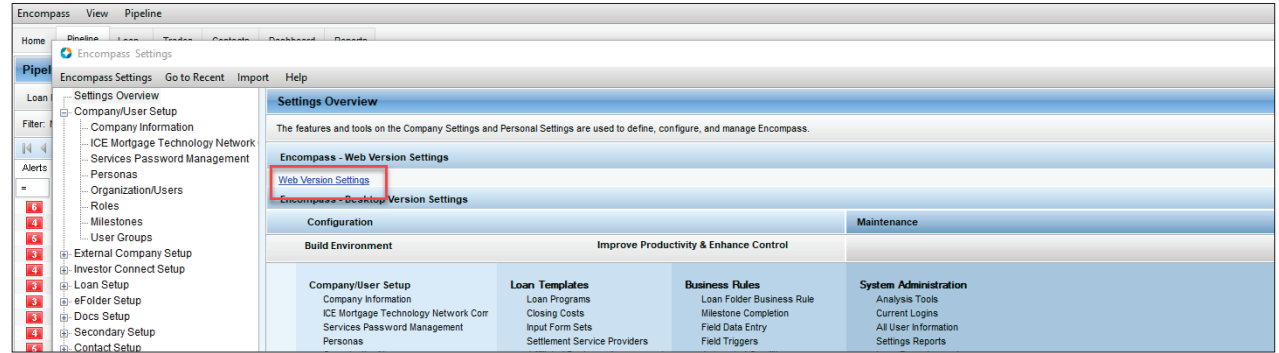 Encompass View Pipeline
Home Pipeline Loan Trades Contacts Dashboard Reports
Encompass Settings
Pipel
Encompass Settings Go to Recent Import Help
Loan
Filter:
Alerts
=
6
4
5
3
4
3
3
3
4
5
Settings Overview
Company/User Setup
Company Information
ICE Mortgage Technology Network
Services Password Management
Personas
Organization/Users
Roles
Milestones
User Groups
External Company Setup
Investor Connect Setup
Loan Setup
eFolder Setup
Docs Setup
Secondary Setup
Contact Setup
Settings Overview
The features and tools on the Company Settings and Personal Settings are used to define, configure, and manage Encompass.
Encompass - Web Version Settings
Web Version Settings
Encompass - Desktop Version Settings
Configuration Maintenance
Build Environment Improve Productivity & Enhance Control
Company/User Setup
Company Information
ICE Mortgage Technology Network Com
Services Password Management
Personas
Loan Templates
Loan Programs
Closing Costs
Input Form Sets
Settlement Service Providers
Business Rules
Loan Folder Business Rule
Milestone Completion
Field Data Entry
Field Triggers
System Administration
Analysis Tools
Current Logins
All User Information
Settings Reports